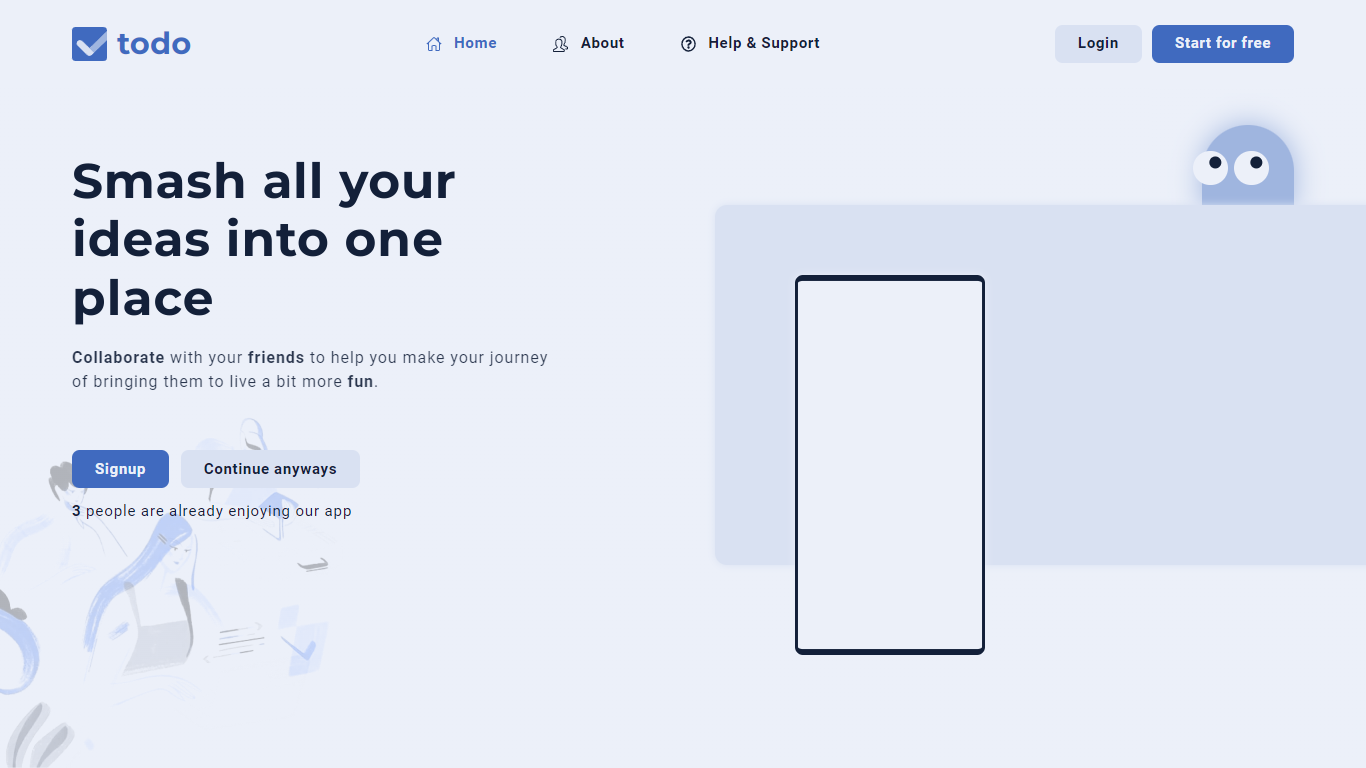 todo
Home
About
Help & Support
Login
Start for free
Smash all your
ideas into one
place
Collaborate with your friends to help you make your journey
of bringing them to live a bit more fun.
Signup
Continue anyways
3 people are already enjoying our app